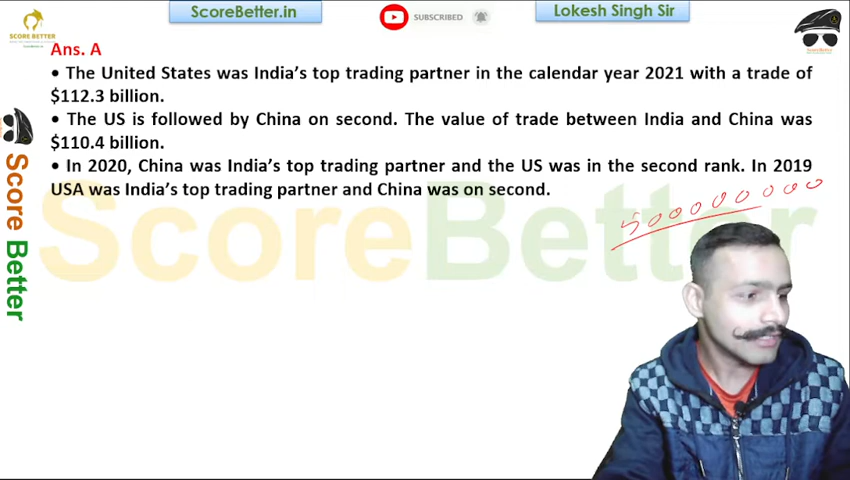 ScoreBetter.in
SUBSCRIBED
Lokesh Singh Sir
SCORE BETTER
Ans. A
• The United States was India's top trading partner in the calendar year 2021 with a trade of
$112.3 billion.
• The US is followed by China on second. The value of trade between India and China was
$110.4 billion.
• In 2020, China was India's top trading partner and the US was in the second rank. In 2019
USA was India's top trading partner and China was on second.
500000000
ScoreBetter
Score Better